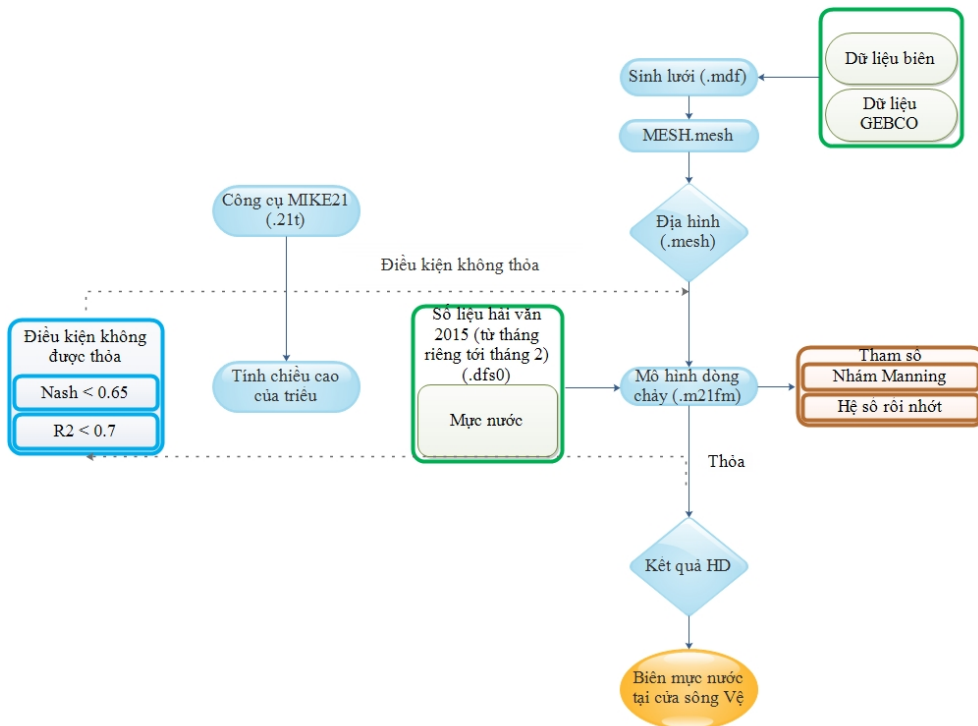 Dữ liệu biên
Dữ liệu
GEBCO
Sinh lưới (.mdf)
MESH.mesh
Công cụ MIKE21
(.21t)
Địa hình
(.mesh)
Điều kiện không thỏa
Số liệu hải văn
2015 (từ tháng
riêng tới tháng 2)
(.dfs0)
Mực nước
Điều kiện không
được thỏa
Nash < 0.65
R2 < 0.7
Tính chiều cao
của triều
Mô hình dòng
chảy (.m21fm)
Tham số
Nhám Manning
Hệ số rối nhớt
Thỏa
Kết quả HD
Biên mực nước
tại cửa sông Vệ